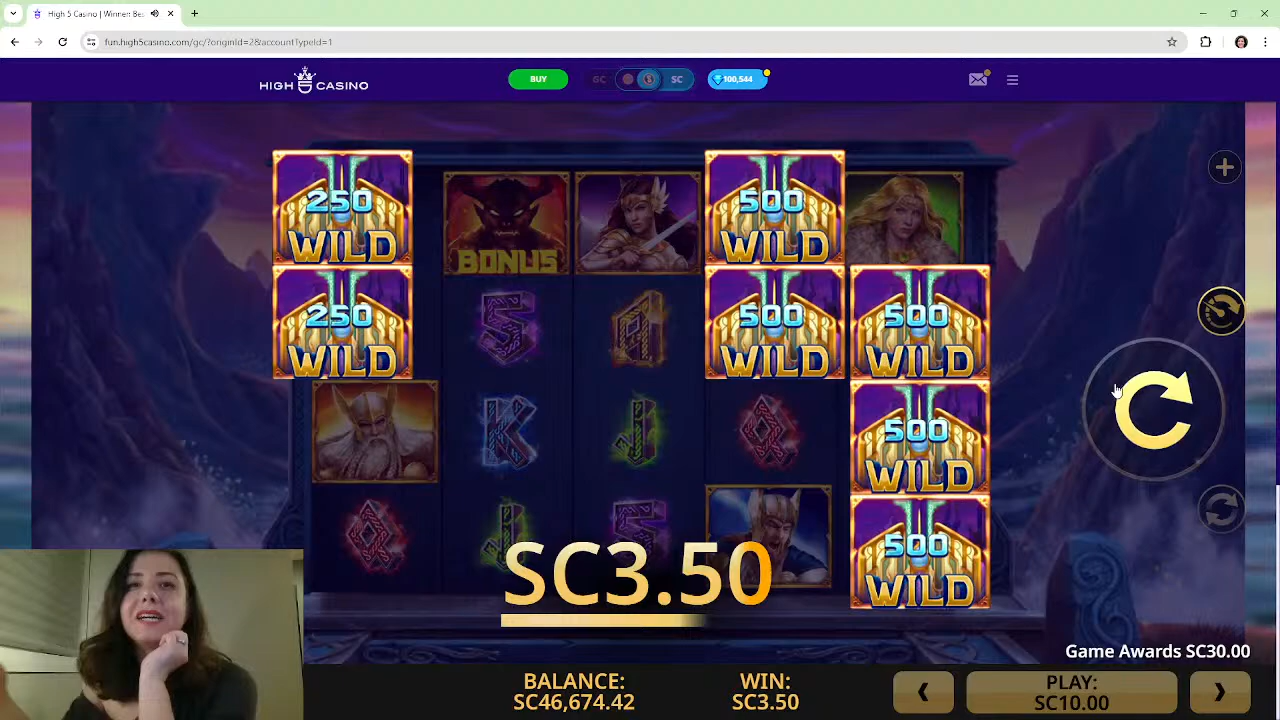 High 5 Casino | Winner: Bes
fun.high5casino.com/gc/?originId=2&accountTypeId=1
HIGH 5 CASINO
BUY
GC
SC
100,544
250
WILD
BONUS
500
WILD
250
WILD
S
A
500
WILD
500
WILD
K
J
Q
500
WILD
Q
J
S
500
WILD
SC3.50
Game Awards SC30.00
BALANCE:
SC46,674.42
WIN:
SC3.50
PLAY:
SC10.00